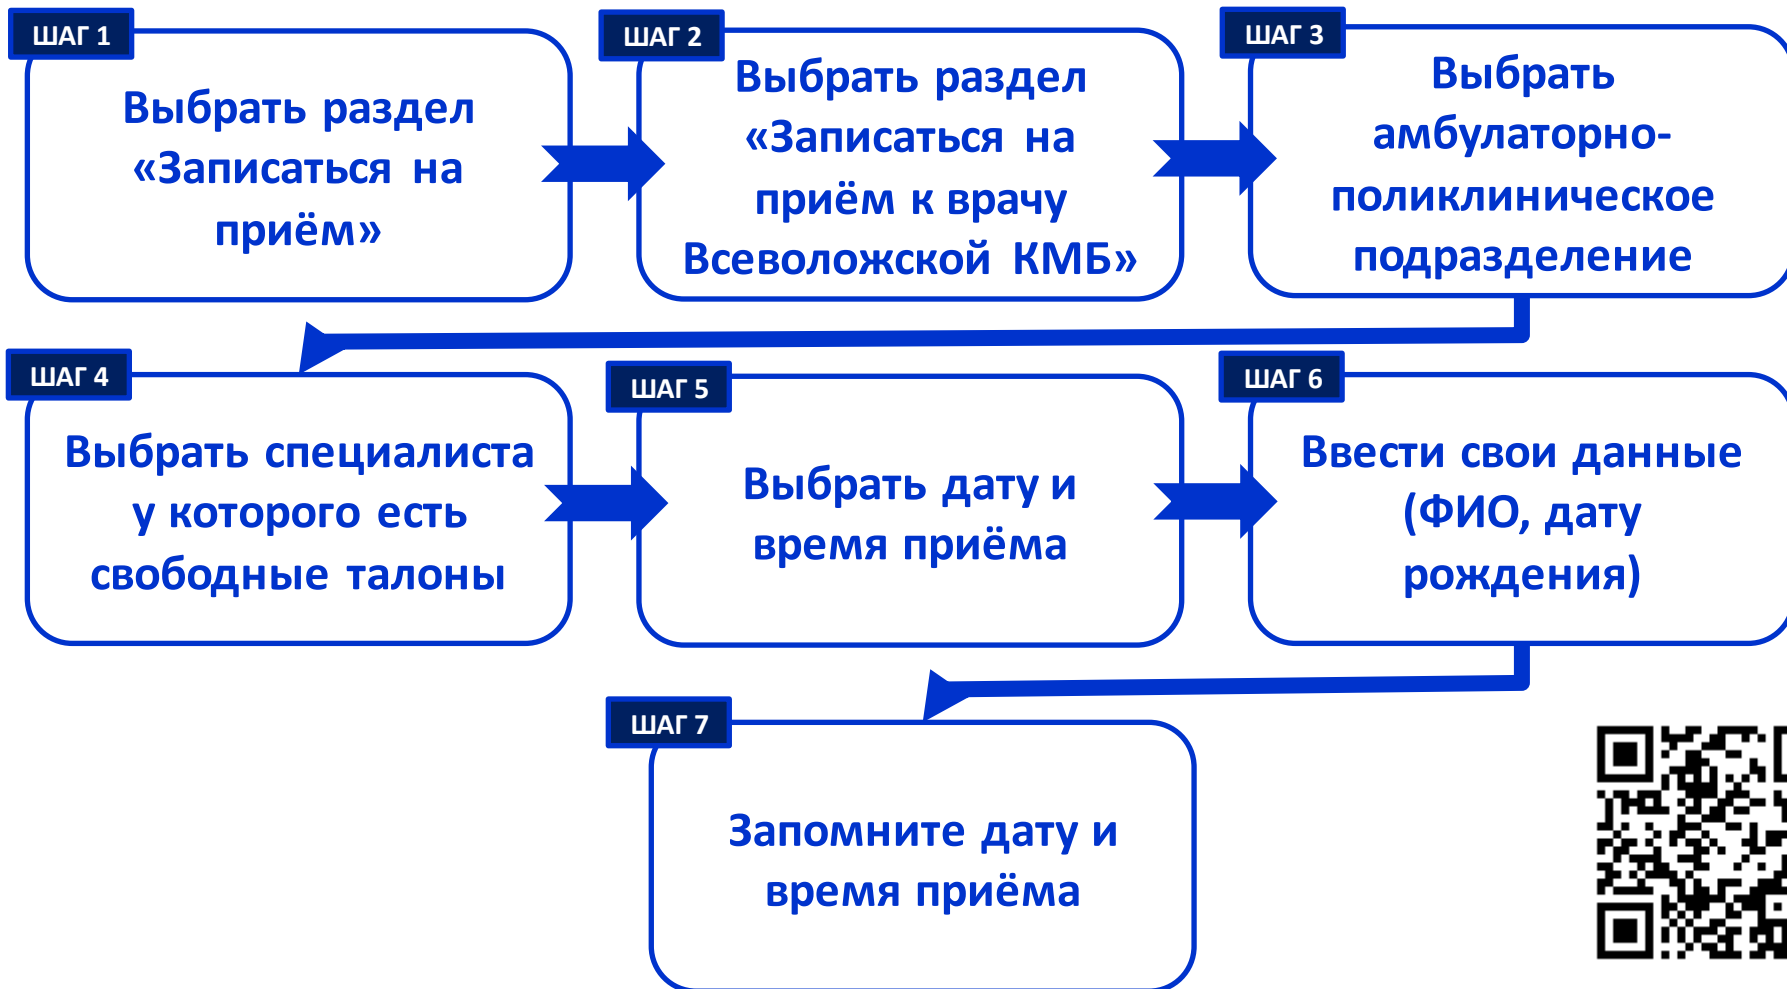 ШАГ 1
Выбрать раздел
«Записаться на
приём»
ШАГ 2
Выбрать раздел
«Записаться на
приём к врачу
Всеволожской КМБ»
ШАГ 3
Выбрать
амбулаторно-
поликлиническое
подразделение
ШАГ 4
Выбрать специалиста
у которого есть
свободные талоны
ШАГ 5
Выбрать дату и
время приёма
ШАГ 6
Ввести свои данные
(ФИО, дату
рождения)
ШАГ 7
Запомните дату и
время приёма